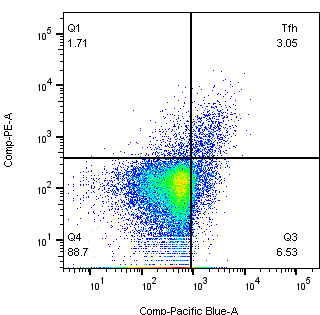 Q1
1.71
Tfh
3.05
10^5
10^4
10^3
10^2
10^1
Comp-PE-A
Q4
88.7
Q3
6.53
10^1 10^2 10^3 10^4 10^5
Comp-Pacific Blue-A